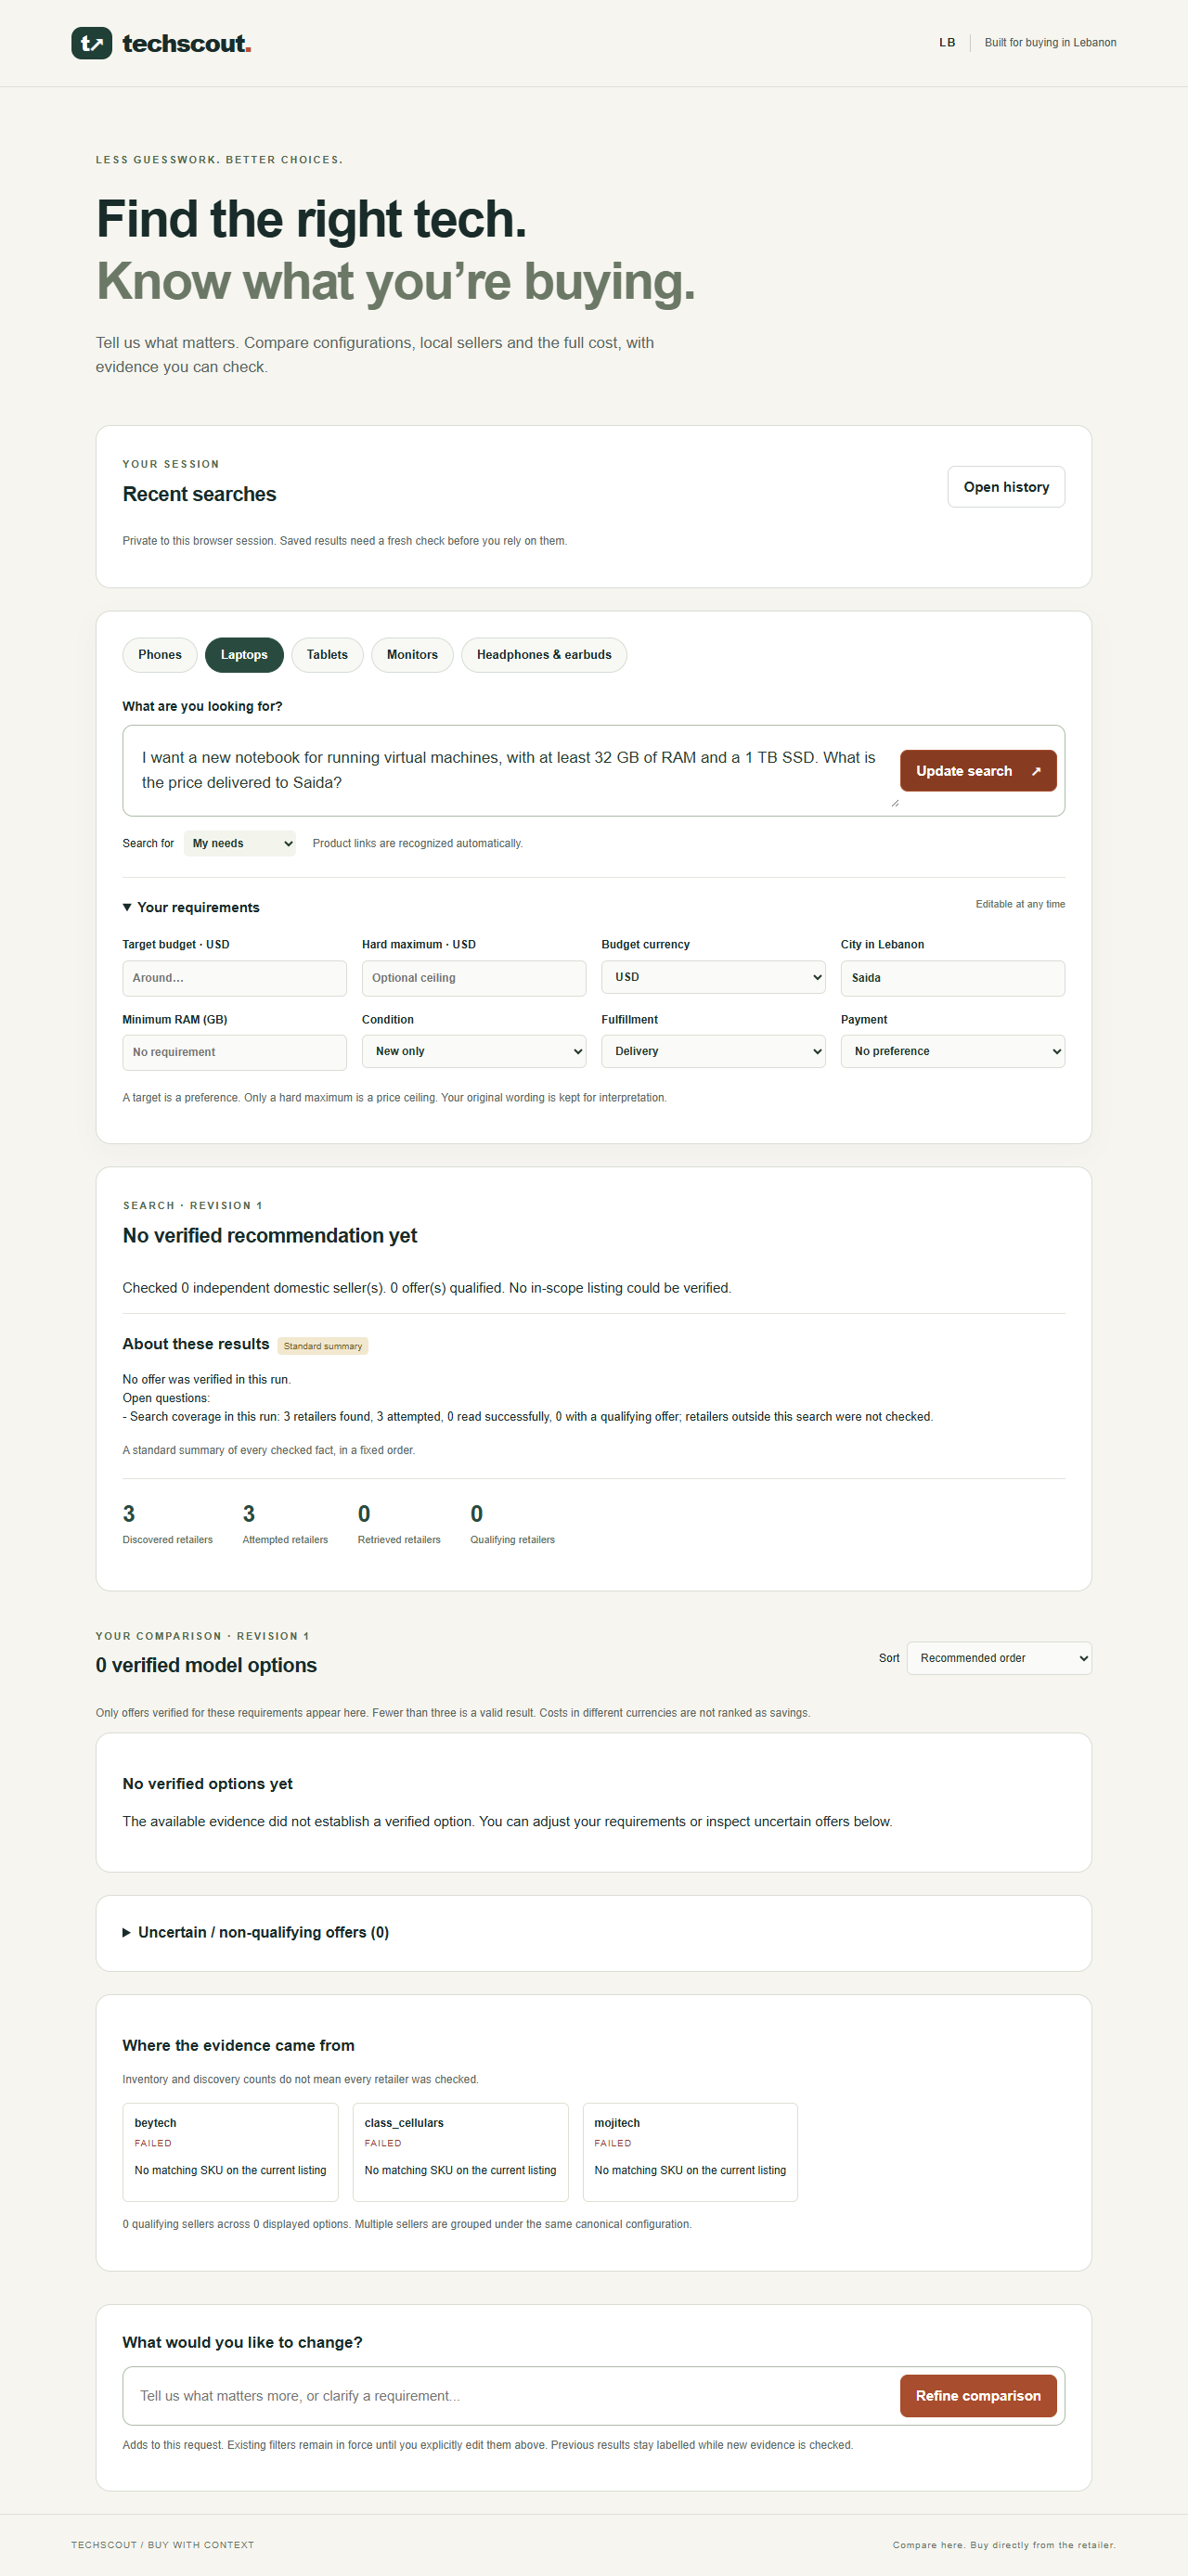 t↗ techscout.
LB
Built for buying in Lebanon
LESS GUESSWORK. BETTER CHOICES.
Find the right tech.
Know what you’re buying.
Tell us what matters. Compare configurations, local sellers and the full cost, with
evidence you can check.
YOUR SESSION
Recent searches
Open history
Private to this browser session. Saved results need a fresh check before you rely on them.
Phones
Laptops
Tablets
Monitors
Headphones & earbuds
What are you looking for?
I want a new notebook for running virtual machines, with at least 32 GB of RAM and a 1 TB SSD. What is
the price delivered to Saida?
Update search ↗
Search for
My needs
Product links are recognized automatically.
▼ Your requirements
Editable at any time
Target budget · USD
Hard maximum · USD
Budget currency
City in Lebanon
Around...
Optional ceiling
USD
Saida
Minimum RAM (GB)
Condition
Fulfillment
Payment
No requirement
New only
Delivery
No preference
A target is a preference. Only a hard maximum is a price ceiling. Your original wording is kept for interpretation.
SEARCH · REVISION 1
No verified recommendation yet
Checked 0 independent domestic seller(s). 0 offer(s) qualified. No in-scope listing could be verified.
About these results
Standard summary
No offer was verified in this run.
Open questions:
- Search coverage in this run: 3 retailers found, 3 attempted, 0 read successfully, 0 with a qualifying offer; retailers outside this search were not checked.
A standard summary of every checked fact, in a fixed order.
3
3
0
0
Discovered retailers
Attempted retailers
Retrieved retailers
Qualifying retailers
YOUR COMPARISON · REVISION 1
0 verified model options
Sort
Recommended order
Only offers verified for these requirements appear here. Fewer than three is a valid result. Costs in different currencies are not ranked as savings.
No verified options yet
The available evidence did not establish a verified option. You can adjust your requirements or inspect uncertain offers below.
▶ Uncertain / non-qualifying offers (0)
Where the evidence came from
Inventory and discovery counts do not mean every retailer was checked.
beytech
FAILED
No matching SKU on the current listing
class_cellulars
FAILED
No matching SKU on the current listing
mojitech
FAILED
No matching SKU on the current listing
0 qualifying sellers across 0 displayed options. Multiple sellers are grouped under the same canonical configuration.
What would you like to change?
Tell us what matters more, or clarify a requirement...
Refine comparison
Adds to this request. Existing filters remain in force until you explicitly edit them above. Previous results stay labelled while new evidence is checked.
TECHSCOUT / BUY WITH CONTEXT
Compare here. Buy directly from the retailer.